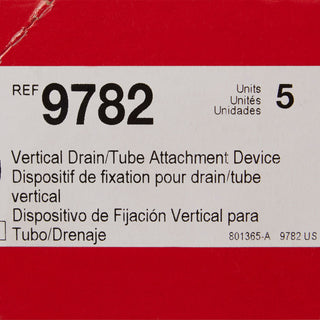 REF 9782
Units
Unités
Unidades
5
Vertical Drain/Tube Attachment Device
Dispositif de fixation pour drain/tube
vertical
Dispositivo de Fijación Vertical para
Tubo/Drenaje
801365-A 9782 US